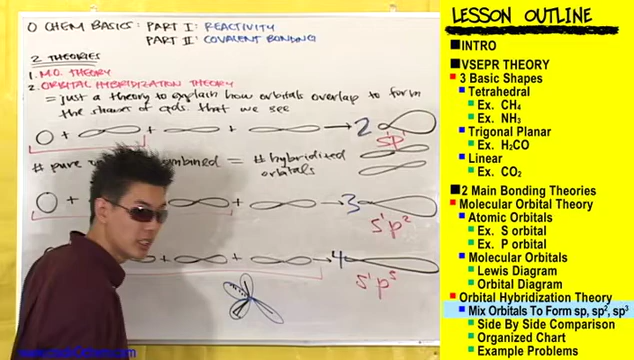 O CHEM BASICS: PART I: REACTIVITY
PART II: COVALENT BONDING
2 THEORIES
1. M.O. THEORY
2. ORBITAL HYBRIDIZATION THEORY
= just a theory to explain how orbitals overlap to form
the shapes of cpds. that we see
+ + + → 2
s¹p¹
# pure combined = # hybridized
orbitals
+ + + → 3
s¹p²
+ + → 4
s¹p³
LESSON OUTLINE
INTRO
VSEPR THEORY
3 Basic Shapes
Tetrahedral
Ex. CH₄
Ex. NH₃
Trigonal Planar
Ex. H₂CO
Linear
Ex. CO₂
2 Main Bonding Theories
Molecular Orbital Theory
Atomic Orbitals
Ex. S orbital
Ex. P orbital
Molecular Orbitals
Lewis Diagram
Orbital Diagram
Orbital Hybridization Theory
Mix Orbitals To Form sp, sp², sp³
Side By Side Comparison
Organized Chart
Example Problems